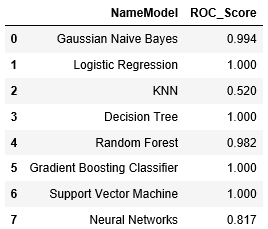 NameModel ROC_Score
0 Gaussian Naive Bayes 0.994
1 Logistic Regression 1.000
2 KNN 0.520
3 Decision Tree 1.000
4 Random Forest 0.982
5 Gradient Boosting Classifier 1.000
6 Support Vector Machine 1.000
7 Neural Networks 0.817